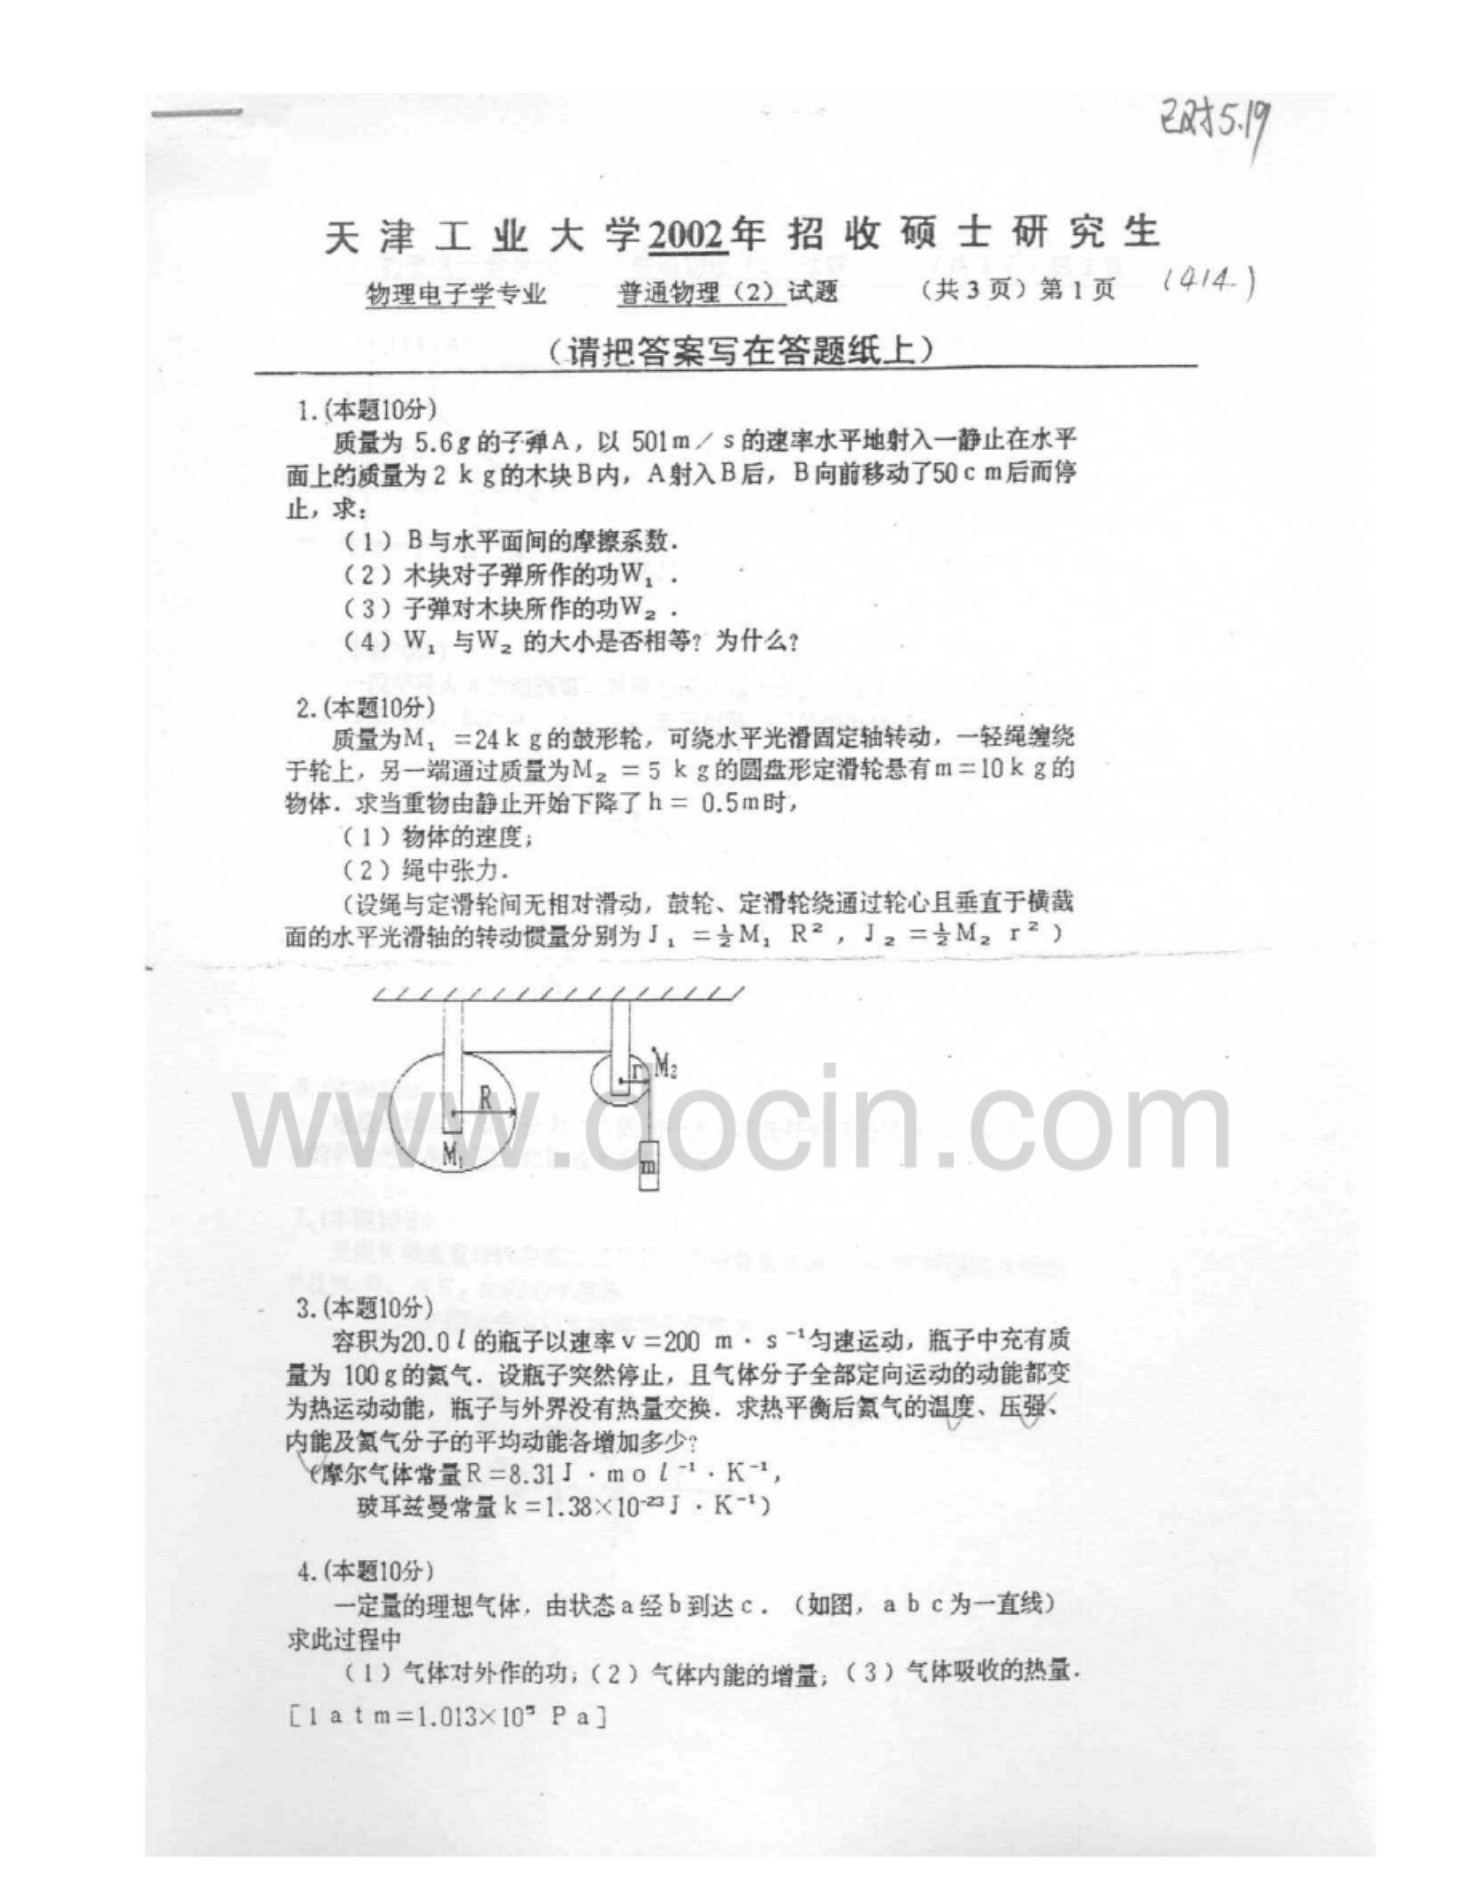 已对5.19
天津工业大学2002年招收硕士研究生
物理电子学专业 普通物理（2）试题 （共3页）第1页 (414)
（请把答案写在答题纸上）
1.(本题10分)
质量为 5.6g的子弹A，以 501m／s的速率水平地射入一静止在水平
面上的质量为2 kg的木块B内，A射入B后，B向前移动了50cm后而停
止，求：
（1）B与水平面间的摩擦系数．
（2）木块对子弹所作的功W₁．
（3）子弹对木块所作的功W₂．
（4）W₁与W₂的大小是否相等？为什么？
2.(本题10分)
质量为M₁＝24kg的鼓形轮，可绕水平光滑固定轴转动，一轻绳缠绕
于轮上，另一端通过质量为M₂＝5kg的圆盘形定滑轮悬有m＝10kg的
物体．求当重物由静止开始下降了h＝ 0.5m时，
（1）物体的速度；
（2）绳中张力．
（设绳与定滑轮间无相对滑动，鼓轮、定滑轮绕通过轮心且垂直于横截
面的水平光滑轴的转动惯量分别为J₁＝½M₁R²，J₂＝½M₂r²）
R
M₁
r
M₂
m
www.docin.com
3.(本题10分)
容积为20.0l的瓶子以速率v＝200 m·s⁻¹匀速运动，瓶子中充有质
量为 100g的氦气．设瓶子突然停止，且气体分子全部定向运动的动能都变
为热运动动能，瓶子与外界没有热量交换．求热平衡后氦气的温度、压强、
内能及氦气分子的平均动能各增加多少？
（摩尔气体常量R＝8.31J·mol⁻¹·K⁻¹，
玻耳兹曼常量k＝1.38×10⁻²³J·K⁻¹）
4.(本题10分)
一定量的理想气体，由状态a经b到达c．（如图，abc为一直线）
求此过程中
（1）气体对外作的功；（2）气体内能的增量；（3）气体吸收的热量．
[1atm＝1.013×10⁵ Pa]